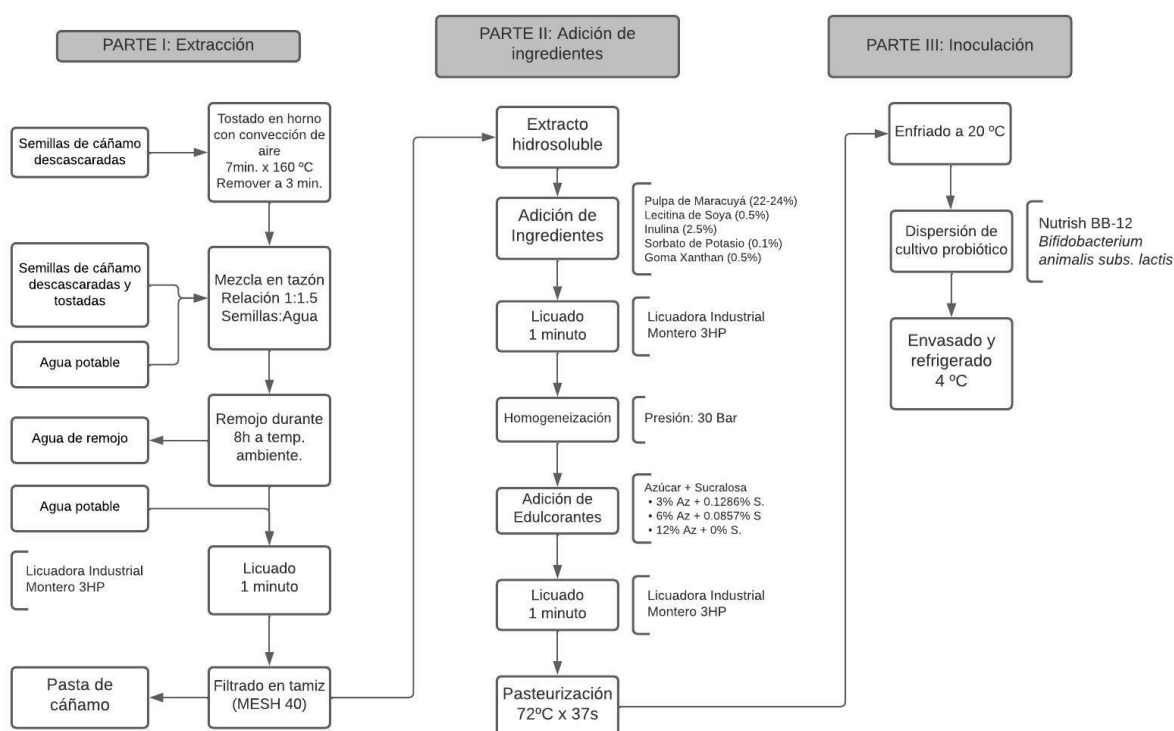 PARTE I: Extracción
Semillas de cáñamo
descascaradas
Tostado en horno
con convección de
aire
7min. x 160 ºC
Remover a 3 min.
Semillas de cáñamo
descascaradas y
tostadas
Agua potable
Mezcla en tazón
Relación 1:1.5
Semillas:Agua
Remojo durante
8h a temp.
ambiente.
Agua de remojo
Agua potable
Licuadora Industrial
Montero 3HP
Licuado
1 minuto
Pasta de
cáñamo
Filtrado en tamiz
(MESH 40)
PARTE II: Adición de
ingredientes
Extracto
hidrosoluble
Adición de
Ingredientes
Pulpa de Maracuyá (22-24%)
Lecitina de Soya (0.5%)
Inulina (2.5%)
Sorbato de Potasio (0.1%)
Goma Xanthan (0.5%)
Licuado
1 minuto
Licuadora Industrial
Montero 3HP
Homogeneización
Presión: 30 Bar
Adición de
Edulcorantes
Azúcar + Sucralosa
• 3% Az + 0.1286% S.
• 6% Az + 0.0857% S
• 12% Az + 0% S.
Licuado
1 minuto
Licuadora Industrial
Montero 3HP
Pasteurización
72ºC x 37s
PARTE III: Inoculación
Enfriado a 20 ºC
Dispersión de
cultivo probiótico
Nutrish BB-12
Bifidobacterium
animalis subs. lactis
Envasado y
refrigerado
4 ºC